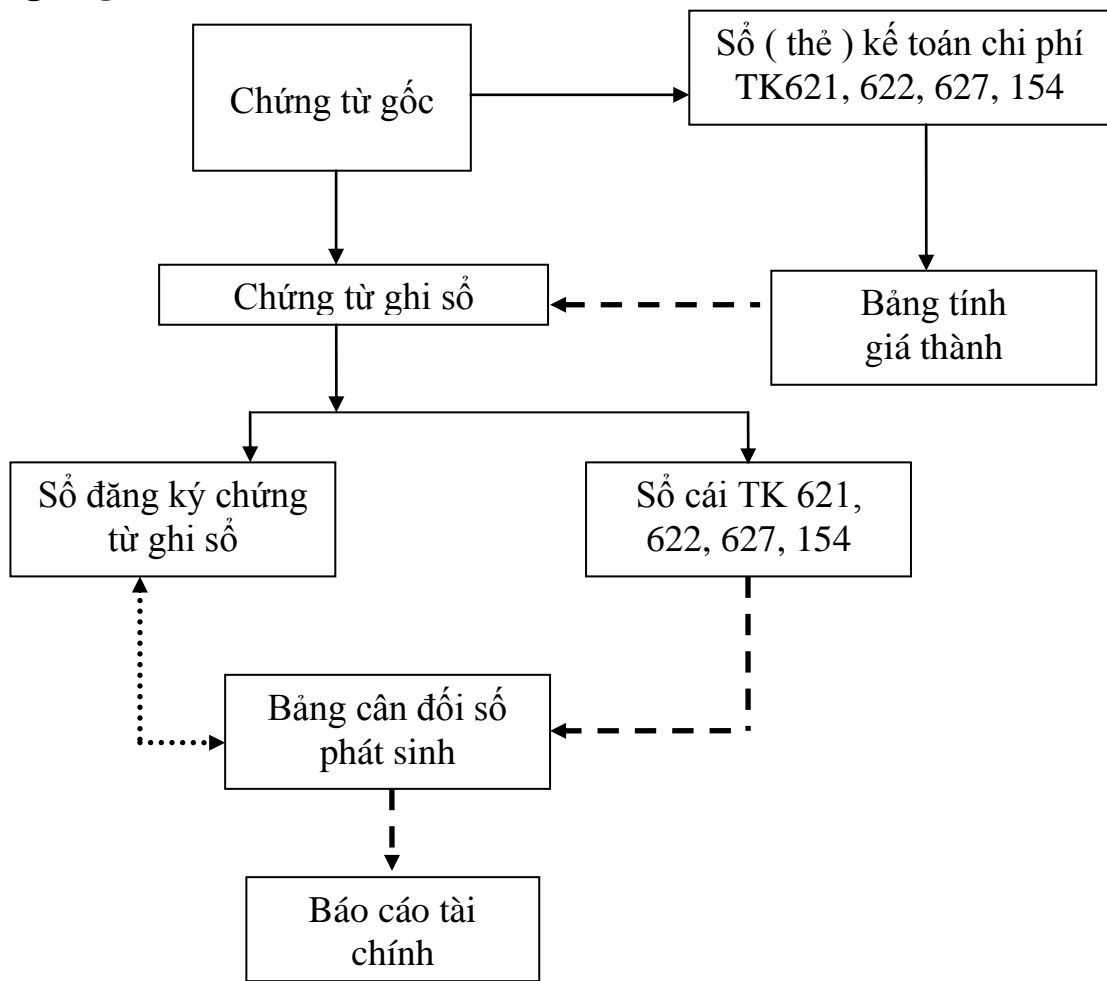 Chứng từ gốc
Sổ ( thẻ ) kế toán chi phí
TK621, 622, 627, 154
Chứng từ ghi sổ
Bảng tính
giá thành
Sổ đăng ký chứng
từ ghi sổ
Sổ cái TK 621,
622, 627, 154
Bảng cân đối số
phát sinh
Báo cáo tài
chính